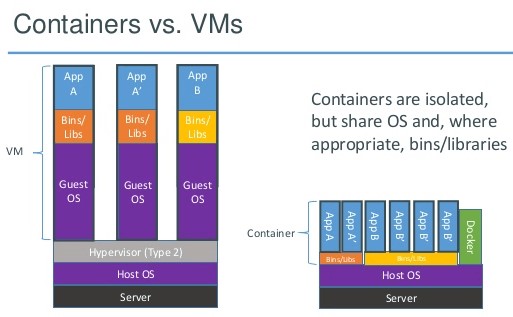 Containers vs. VMs
App
A
App
A'
App
B
Bins/
Libs
Bins/
Libs
Bins/
Libs
VM
Guest
OS
Guest
OS
Guest
OS
Hypervisor (Type 2)
Host OS
Server
Containers are isolated,
but share OS and, where
appropriate, bins/libraries
Container
App A
App A'
App B
App B'
App B'
App B'
Docker
Bins/Libs
Bins/Libs
Host OS
Server